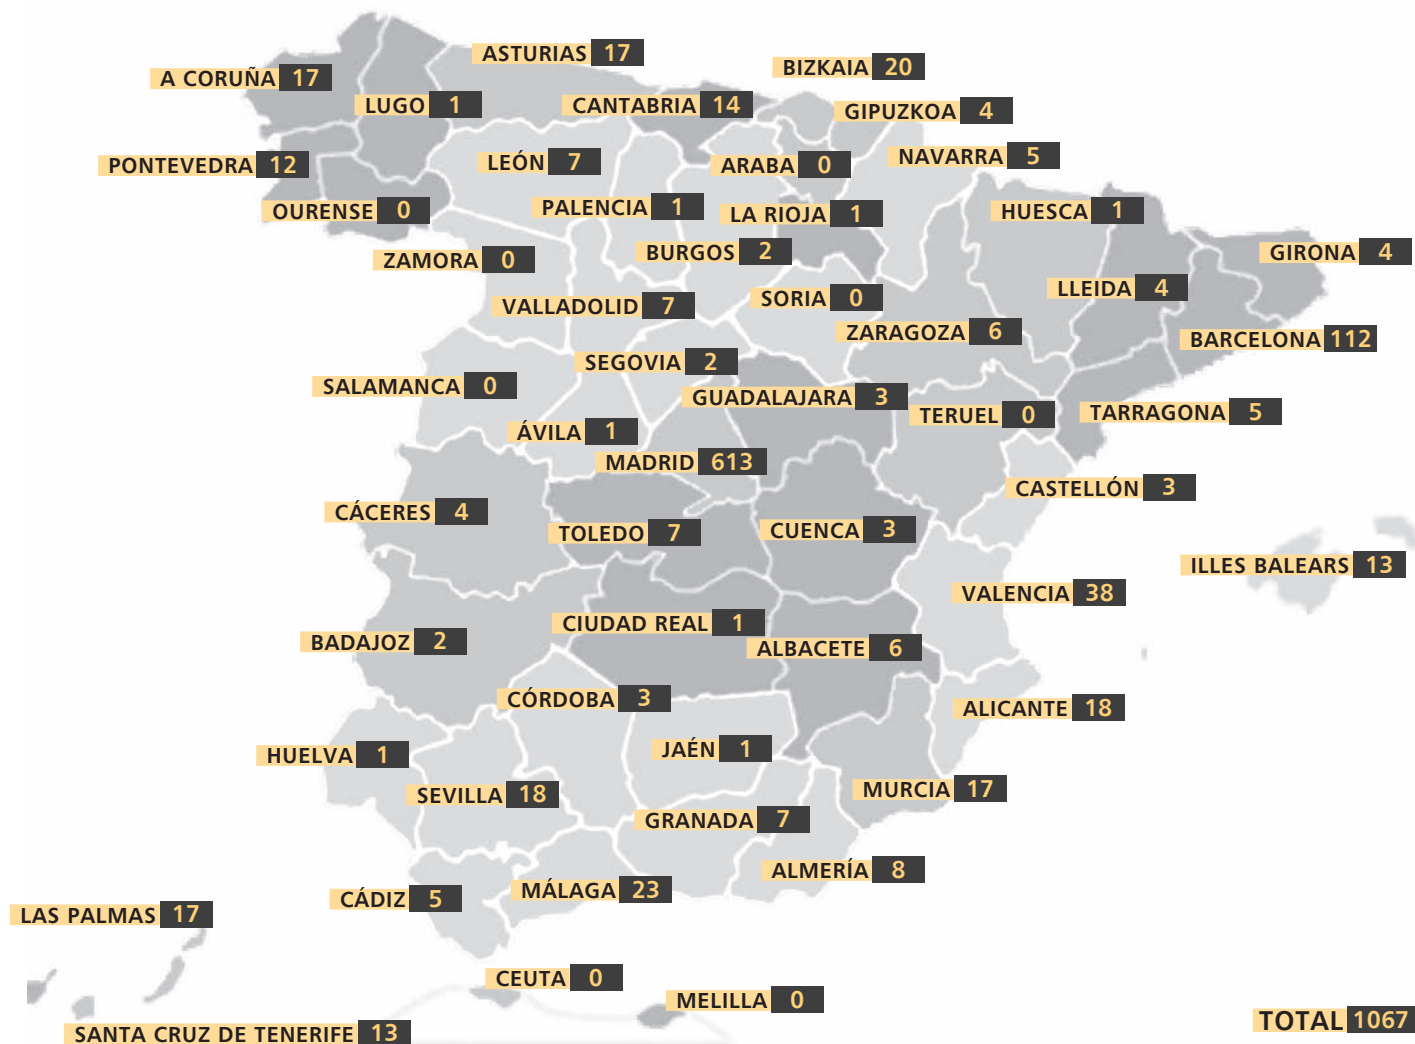 ASTURIAS 17
BIZKAIA 20
A CORUÑA 17
LUGO 1
CANTABRIA 14
GIPUZKOA 4
PONTEVEDRA 12
LEÓN 7
ARABA 0
NAVARRA 5
OURENSE 0
PALENCIA 1
LA RIOJA 1
HUESCA 1
ZAMORA 0
BURGOS 2
GIRONA 4
LLEIDA 4
VALLADOLID 7
SORIA 0
ZARAGOZA 6
BARCELONA 112
SEGOVIA 2
SALAMANCA 0
GUADALAJARA 3
TERUEL 0
TARRAGONA 5
ÁVILA 1
MADRID 613
CASTELLÓN 3
CÁCERES 4
TOLEDO 7
CUENCA 3
ILLES BALEARS 13
VALENCIA 38
CIUDAD REAL 1
BADAJOZ 2
ALBACETE 6
CÓRDOBA 3
ALICANTE 18
HUELVA 1
JAÉN 1
SEVILLA 18
MURCIA 17
GRANADA 7
ALMERÍA 8
CÁDIZ 5
MÁLAGA 23
LAS PALMAS 17
CEUTA 0
MELILLA 0
SANTA CRUZ DE TENERIFE 13
TOTAL 1067